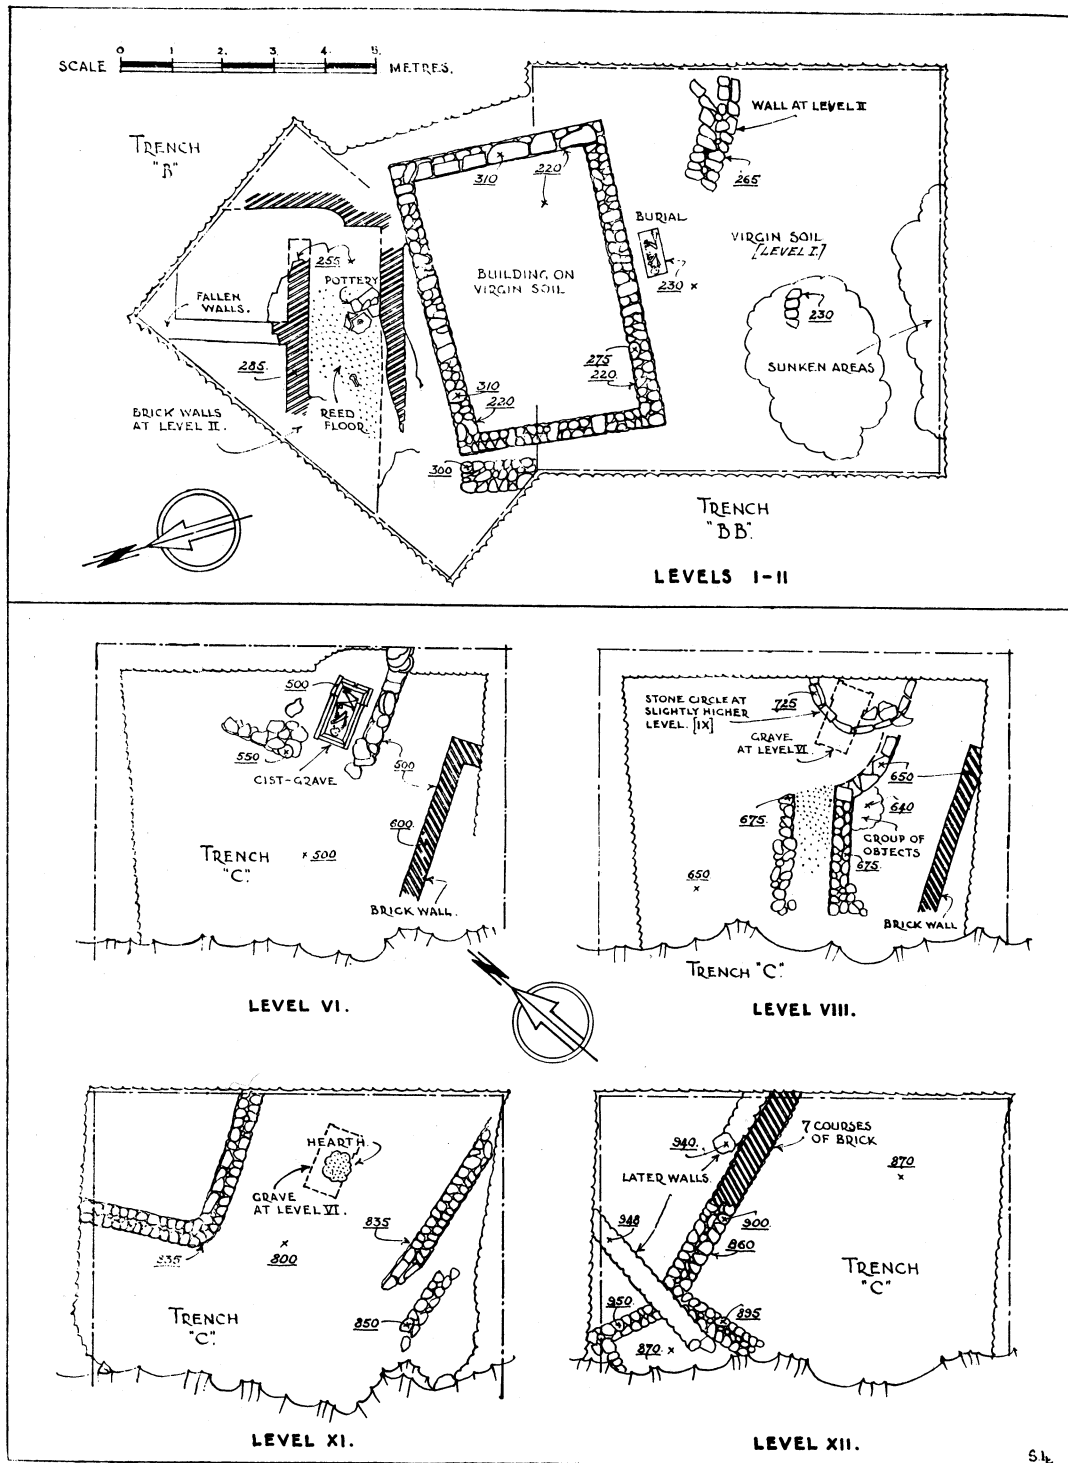 0 1 2. 3. 4. 5.
SCALE METRES.
TRENCH
"B"
WALL AT LEVEL II
310
220
265
BURIAL
VIRGIN SOIL
[LEVEL I.]
255
POTTERY
BUILDING ON
VIRGIN SOIL
230
FALLEN
WALLS.
230
285.
275
220.
SUNKEN AREAS
310
220
BRICK WALLS
AT LEVEL II.
REED
FLOOR.
300
TRENCH
"BB".
LEVELS I-II
500
550
CIST-GRAVE
500
600.
TRENCH
"C".
500
BRICK WALL.
LEVEL VI.
STONE CIRCLE AT
SLIGHTLY HIGHER
LEVEL. [IX]
725
GRAVE
AT LEVEL VI.
650
675.
640
GROUP OF
OBJECTS
675.
650
BRICK WALL
TRENCH "C".
LEVEL VIII.
HEARTH.
GRAVE
AT LEVEL VI.
835
835
800
TRENCH
"C".
850
LEVEL XI.
7 COURSES
OF BRICK
940.
LATER WALLS.
870
948
900
860
TRENCH
"C"
950.
895
870.
LEVEL XII.
S.L.